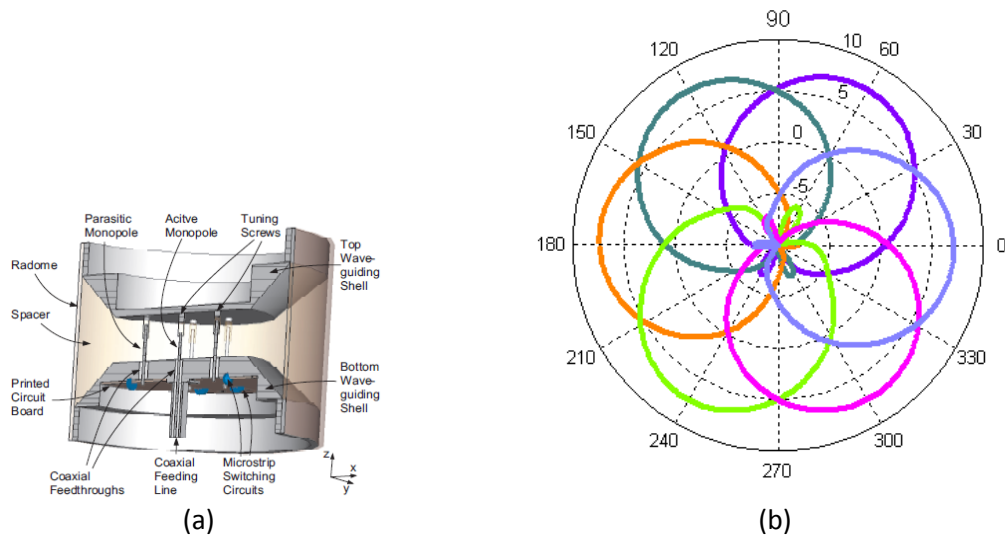 Parasitic
Monopole
Acitve
Monopole
Tuning
Screws
Top
Wave-
guiding
Shell
Radome
Spacer
Printed
Circuit
Board
Bottom
Wave-
guiding
Shell
Coaxial
Feedthroughs
Coaxial
Feeding
Line
Microstrip
Switching
Circuits
z
x
y
(a)
90
120
10
60
5
150
0
30
-5
180
0
210
330
240
300
270
(b)